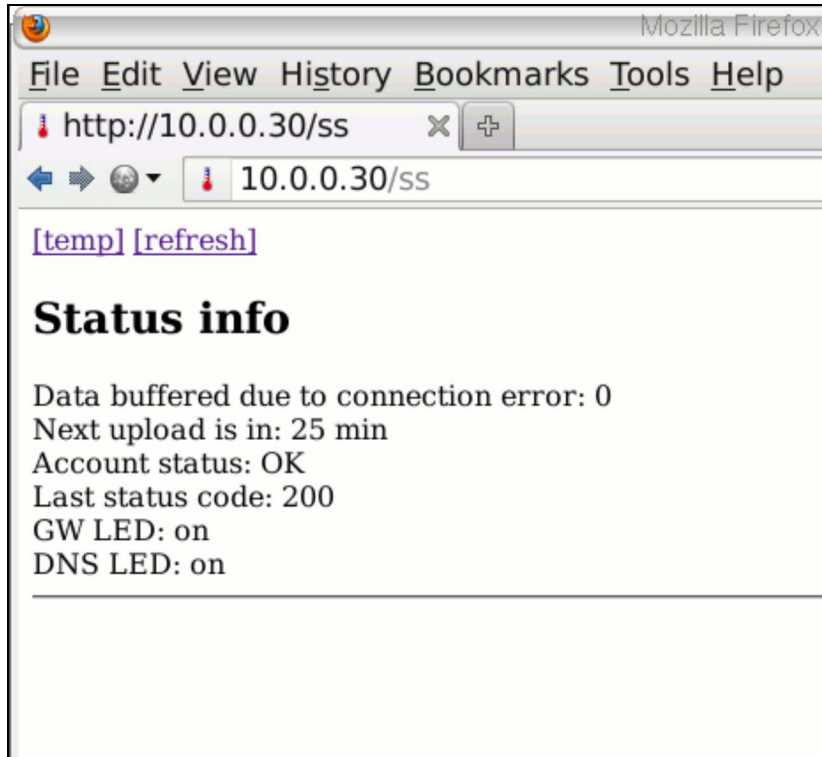 Mozilla Firefox
File Edit View History Bookmarks Tools Help
http://10.0.0.30/ss
10.0.0.30/ss
[temp] [refresh]
Status info
Data buffered due to connection error: 0
Next upload is in: 25 min
Account status: OK
Last status code: 200
GW LED: on
DNS LED: on